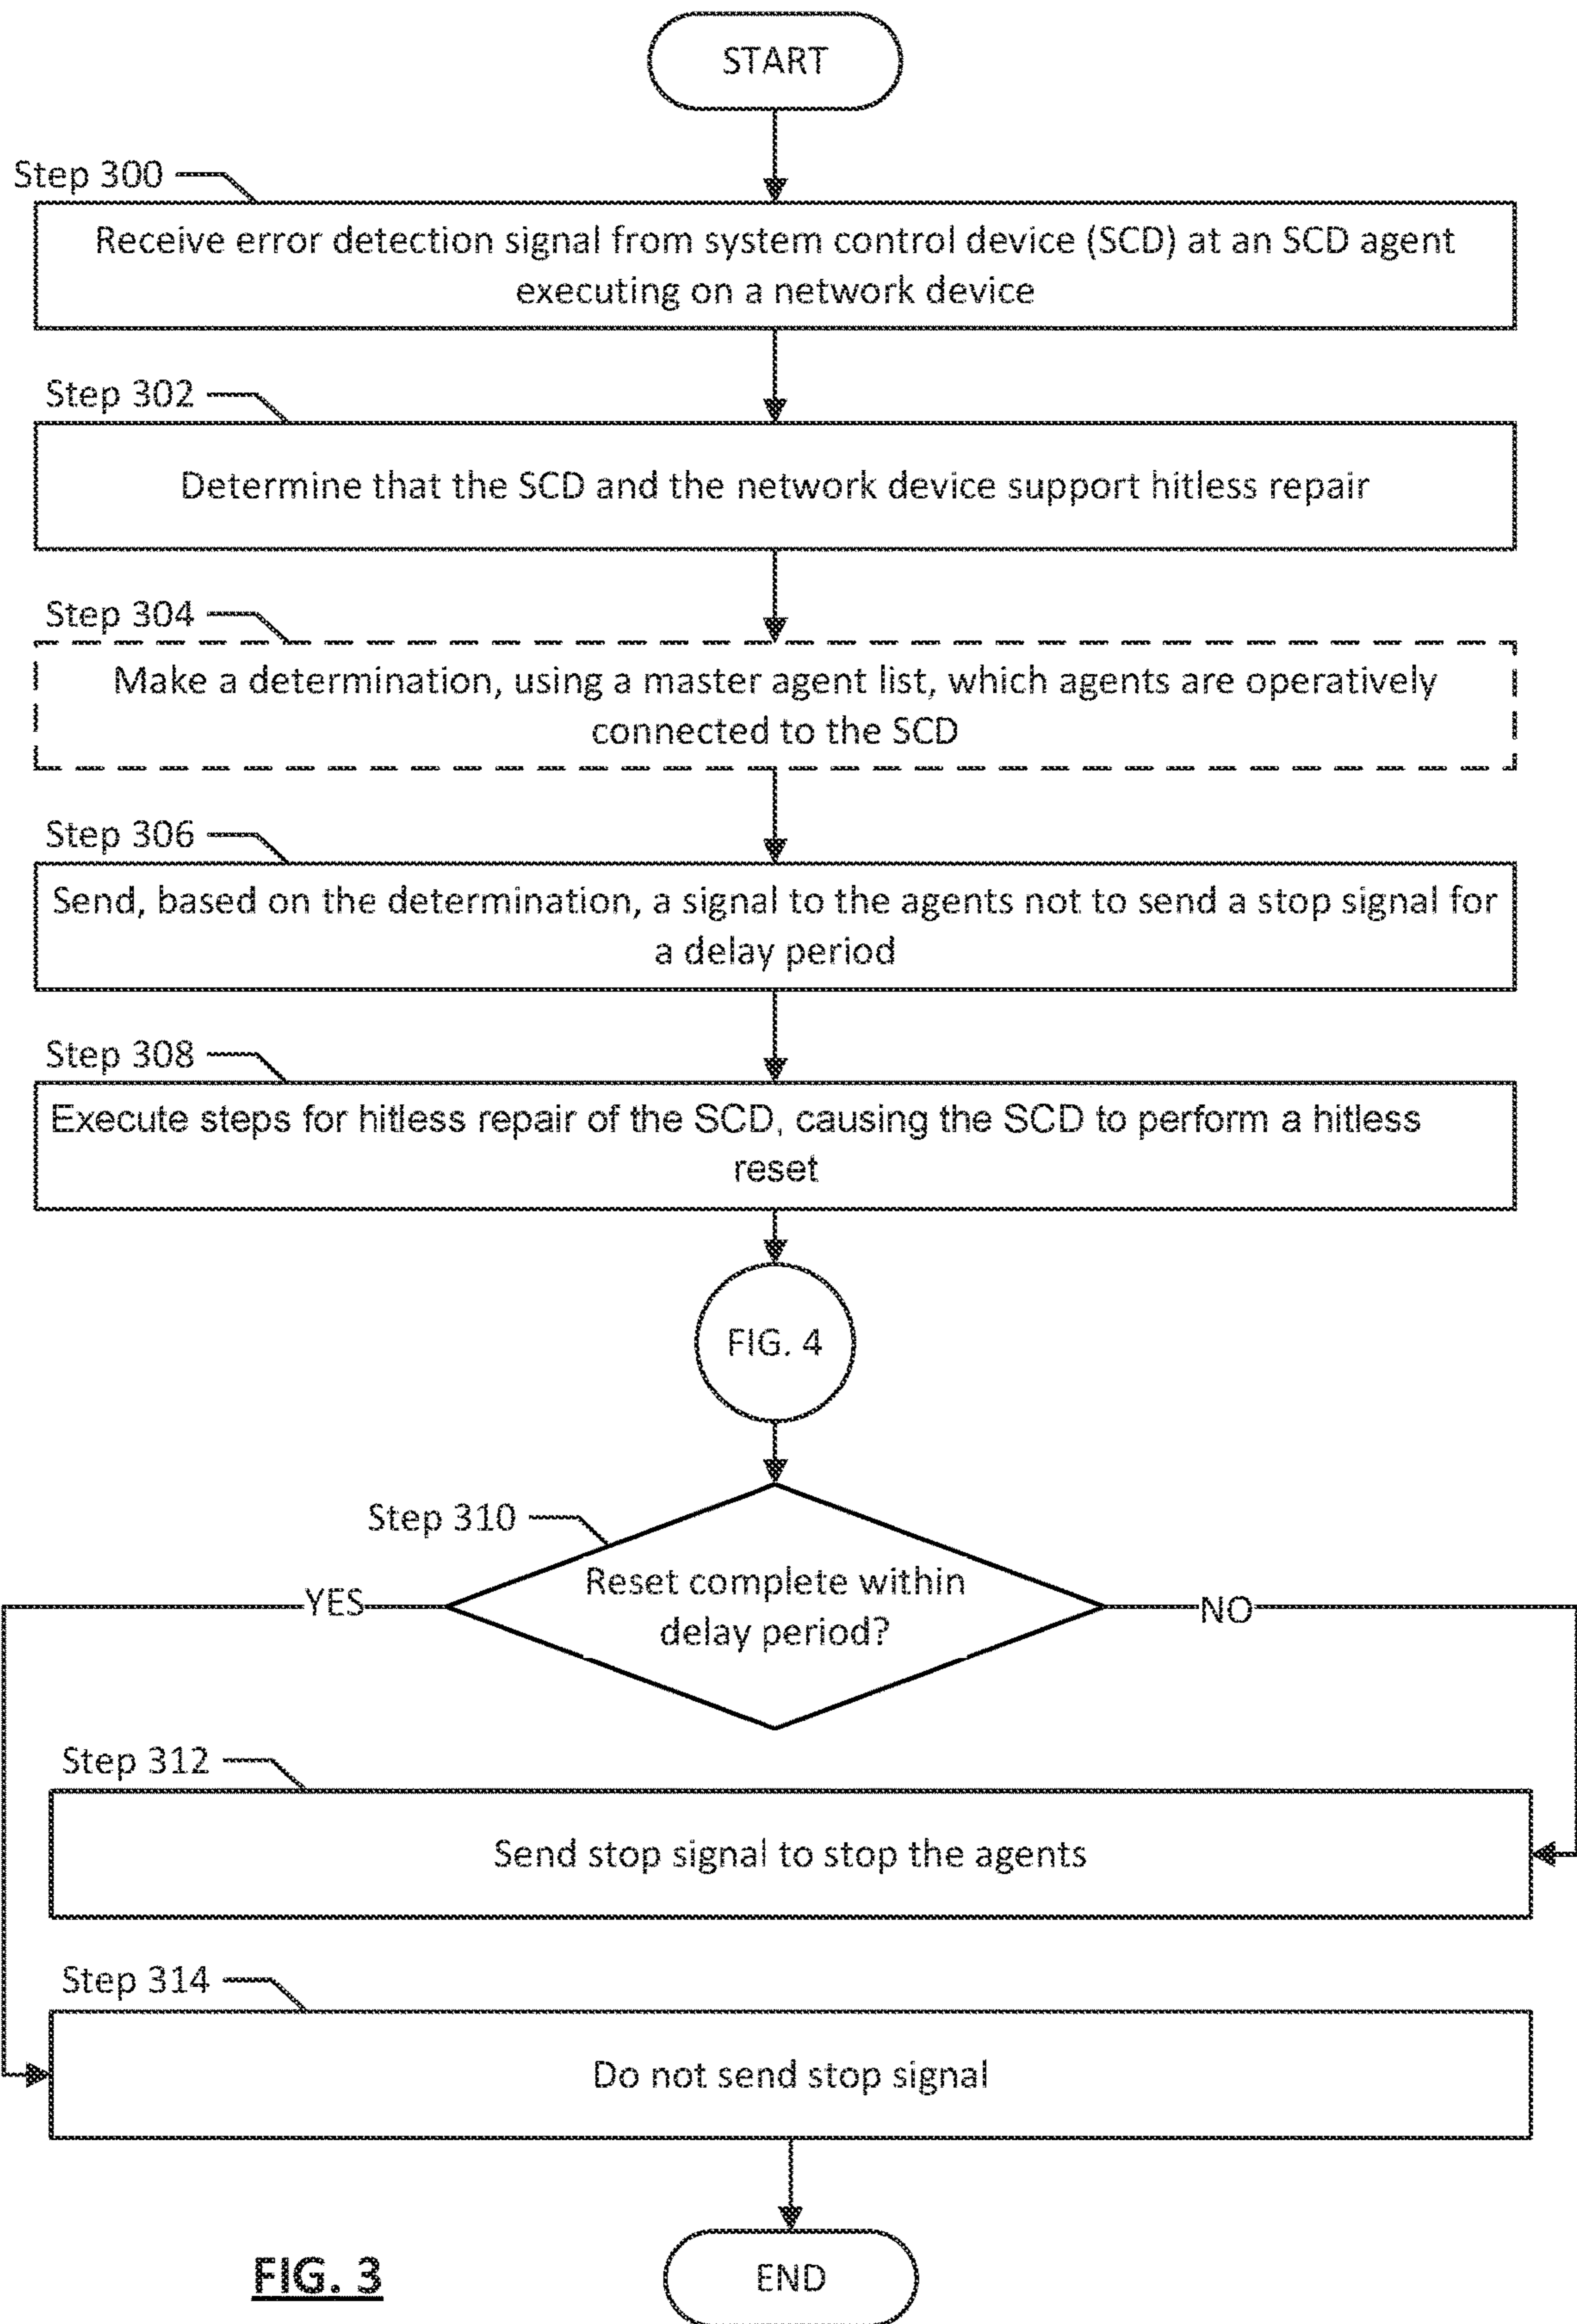 START
Step 300
Receive error detection signal from system control device (SCD) at an SCD agent
executing on a network device
Step 302
Determine that the SCD and the network device support hitless repair
Step 304
Make a determination, using a master agent list, which agents are operatively
connected to the SCD
Step 306
Send, based on the determination, a signal to the agents not to send a stop signal for
a delay period
Step 308
Execute steps for hitless repair of the SCD, causing the SCD to perform a hitless
reset
FIG. 4
Step 310
Reset complete within
delay period?
YES
NO
Step 312
Send stop signal to stop the agents
Step 314
Do not send stop signal
END
FIG. 3